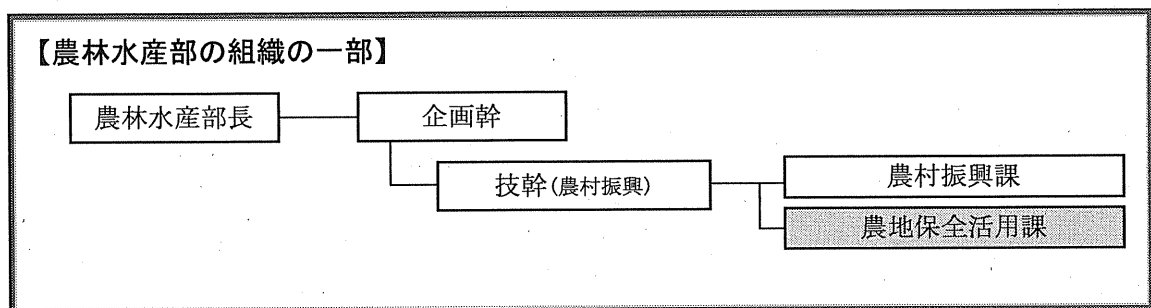 【農林水産部の組織の一部】
農林水産部長
企画幹
技幹(農村振興)
農村振興課
農地保全活用課